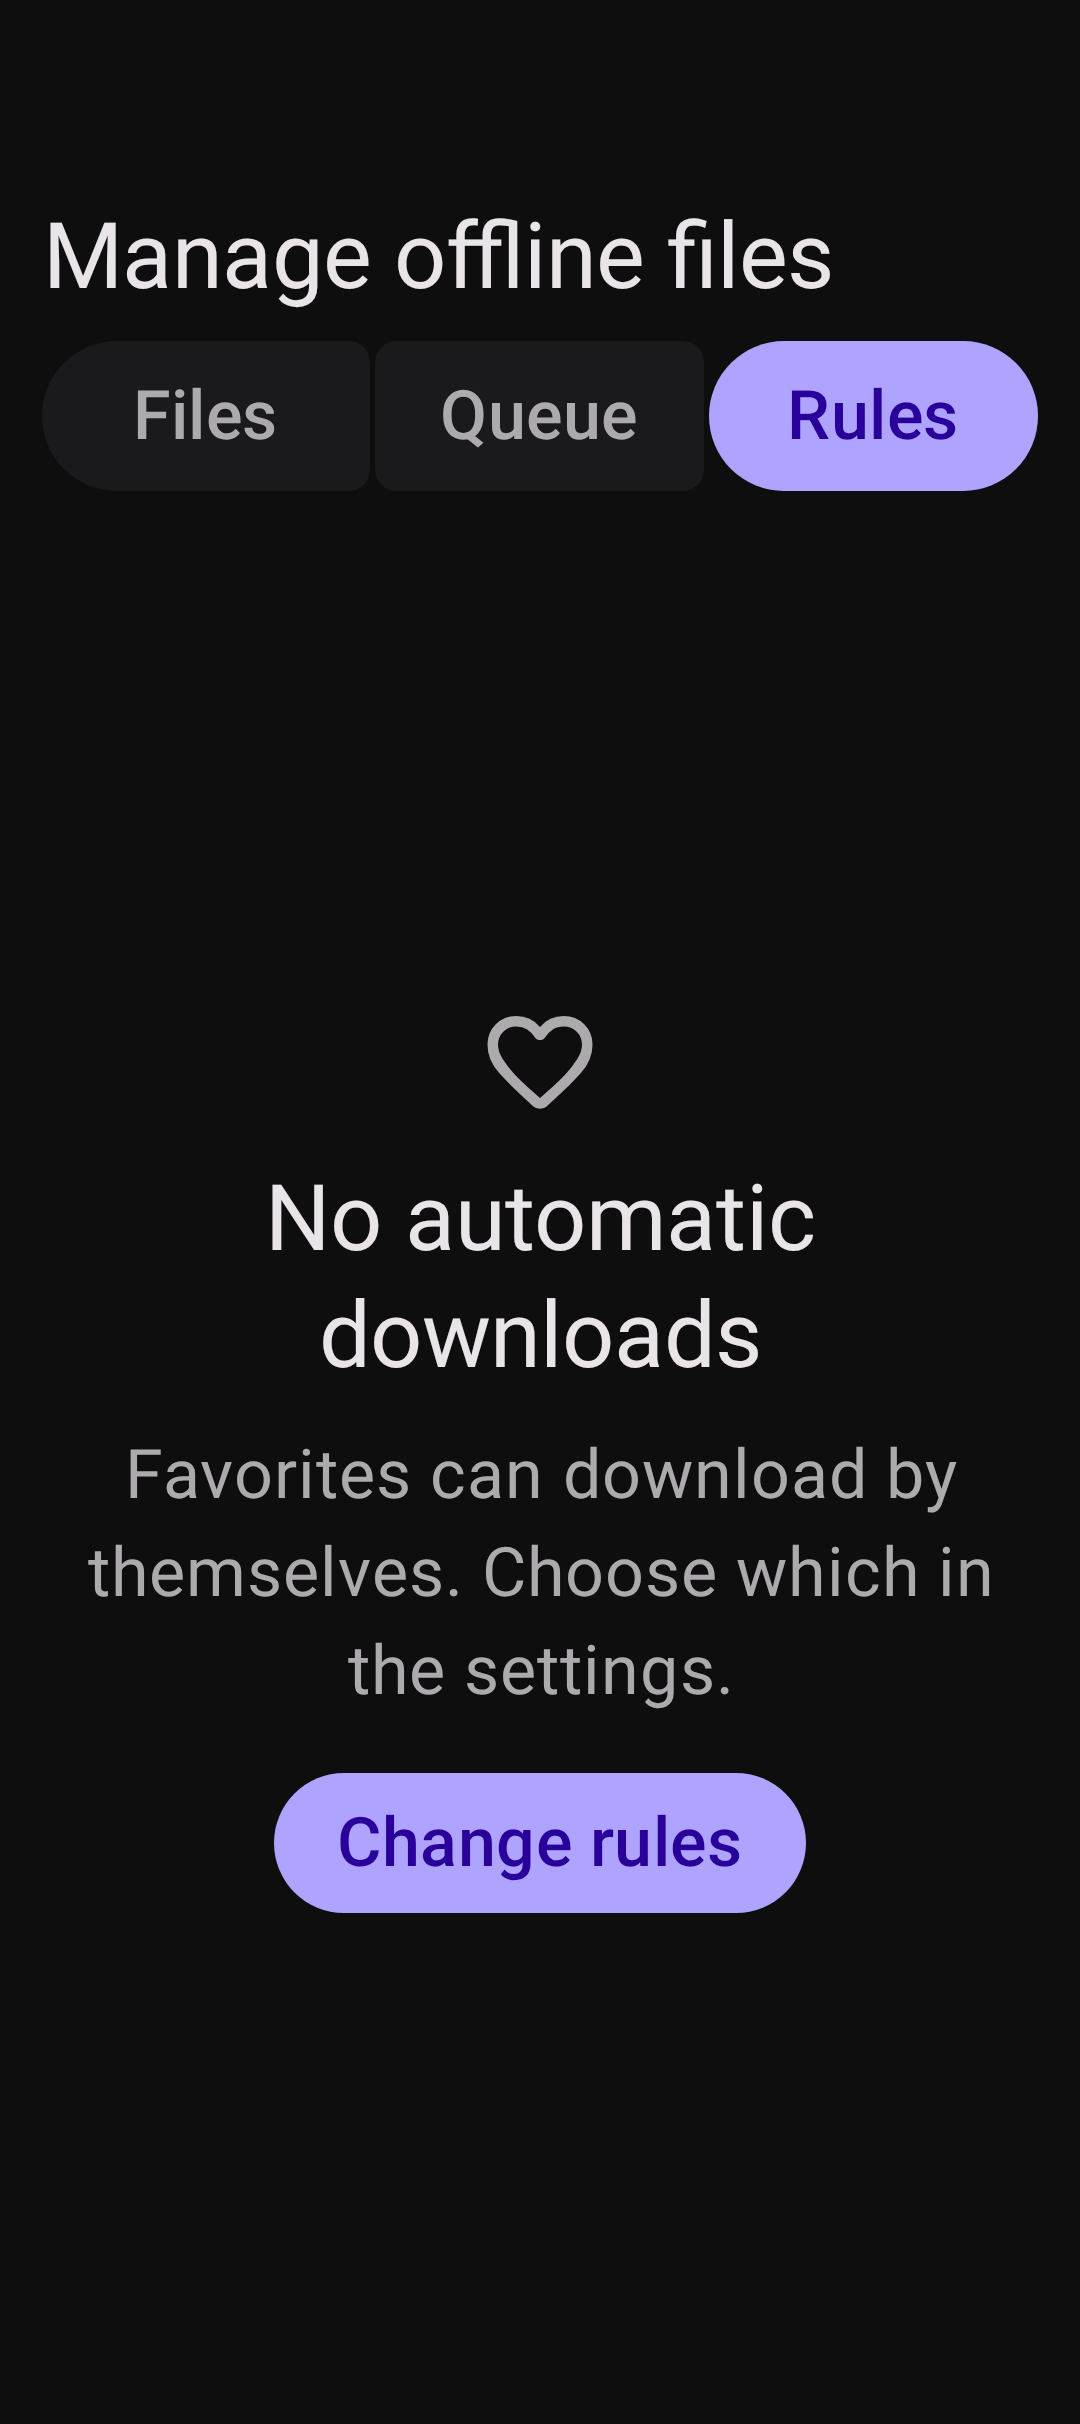 Manage offline files
Files
Queue
Rules
No automatic
downloads
Favorites can download by
themselves. Choose which in
the settings.
Change rules